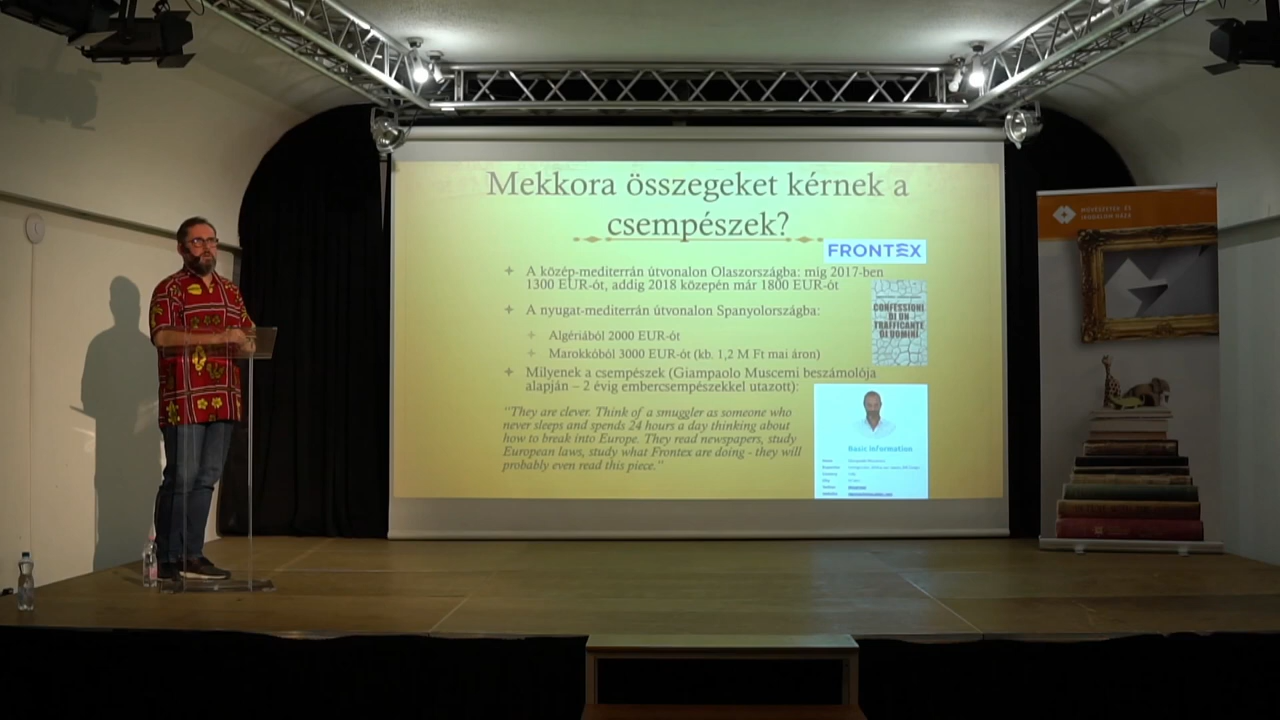 Mekkora összegeket kérnek a
csempészek?
FRONTEX
A közép-mediterrán útvonalon Olaszországba: míg 2017-ben
1300 EUR-ót, addig 2018 közepén már 1800 EUR-ót
A nyugat-mediterrán útvonalon Spanyolországba:
Algériából 2000 EUR-ót
Marokkóból 3000 EUR-ót (kb. 1,2 M Ft mai áron)
Milyenek a csempészek (Giampaolo Muscemi beszámolója
alapján – 2 évig embercsempészekkel utazott):
"They are clever. Think of a smuggler as someone who
never sleeps and spends 24 hours a day thinking about
how to break into Europe. They read newspapers, study
European laws, study what Frontex are doing - they will
probably even read this piece."
CONFESSIONI
DI UN
TRAFFICANTE
DI UOMINI
Basic information
MŰVÉSZETEK ÉS
IRODALOM HÁZA